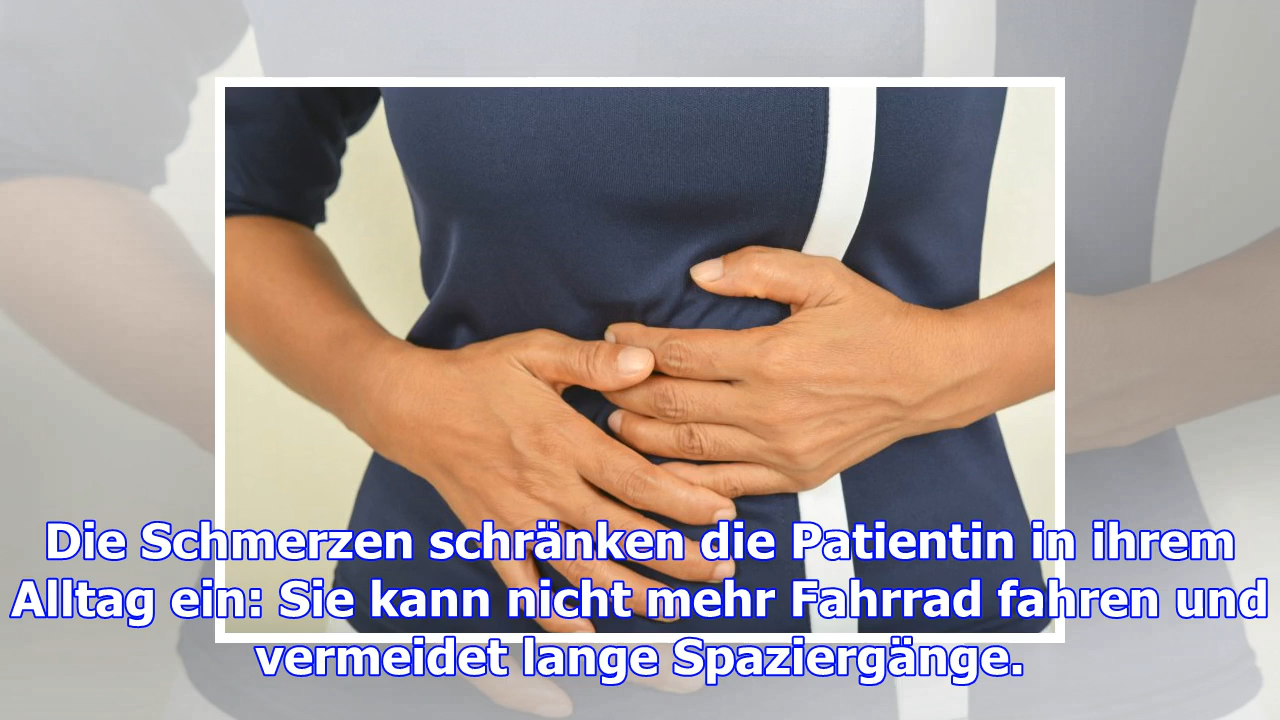 Die Schmerzen schränken die Patientin in ihrem
Alltag ein: Sie kann nicht mehr Fahrrad fahren und
vermeidet lange Spaziergänge.